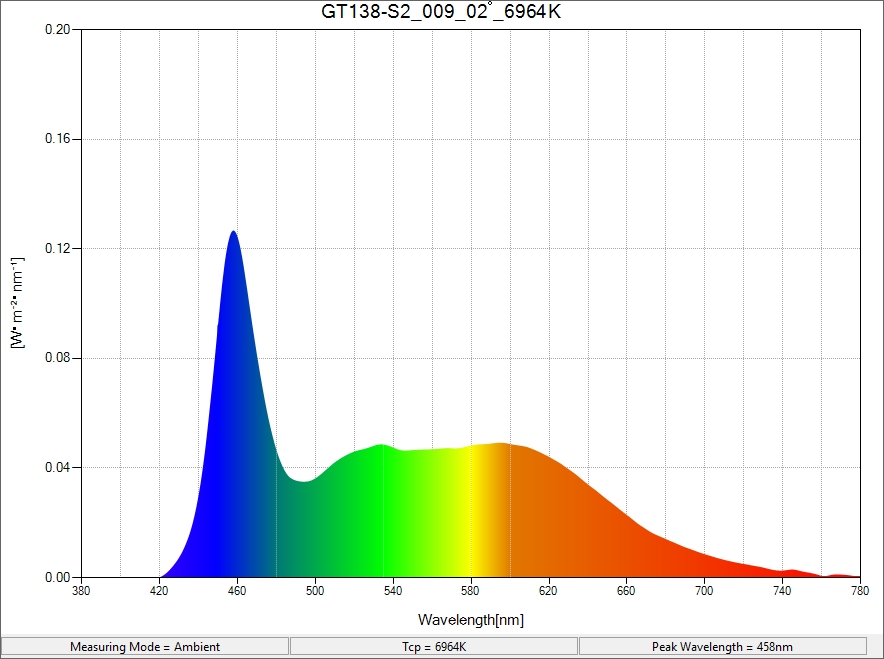 GT138-S2_009_02°_6964K
0.20
0.16
0.12
0.08
0.04
0.00
[W•m⁻²•nm⁻¹]
380 420 460 500 540 580 620 660 700 740 780
Wavelength[nm]
Measuring Mode = Ambient Tcp = 6964K Peak Wavelength = 458nm